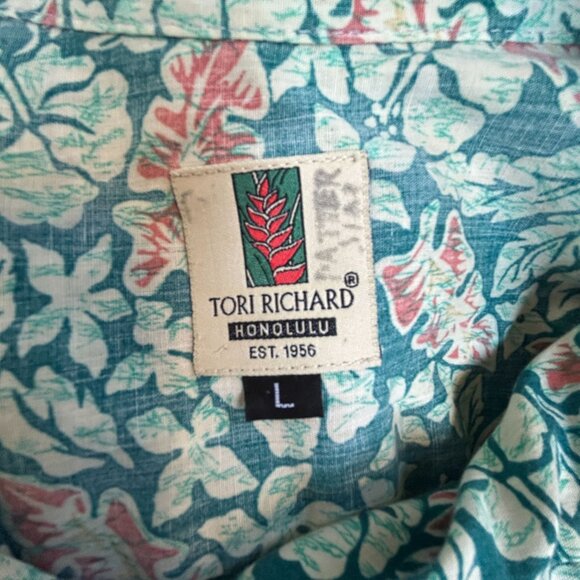 TORI RICHARD®
HONOLULU
EST. 1956
L